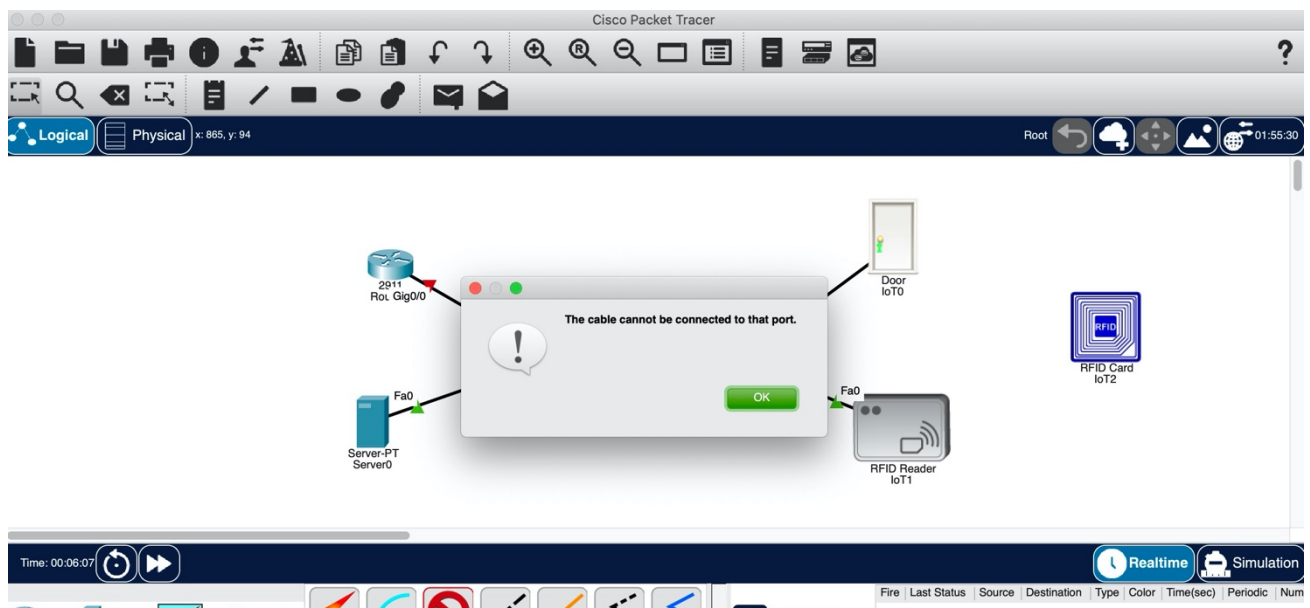 Cisco Packet Tracer
R
?
Logical
Physical
x: 865, y: 94
Root
01:55:30
2911
Rou Gig0/0
Door
IoT0
The cable cannot be connected to that port.
!
RFID
RFID Card
IoT2
OK
Fa0
Fa0
Server-PT
Server0
RFID Reader
IoT1
Time: 00:06:07
Realtime
Simulation
Fire Last Status Source Destination Type Color Time(sec) Periodic Num